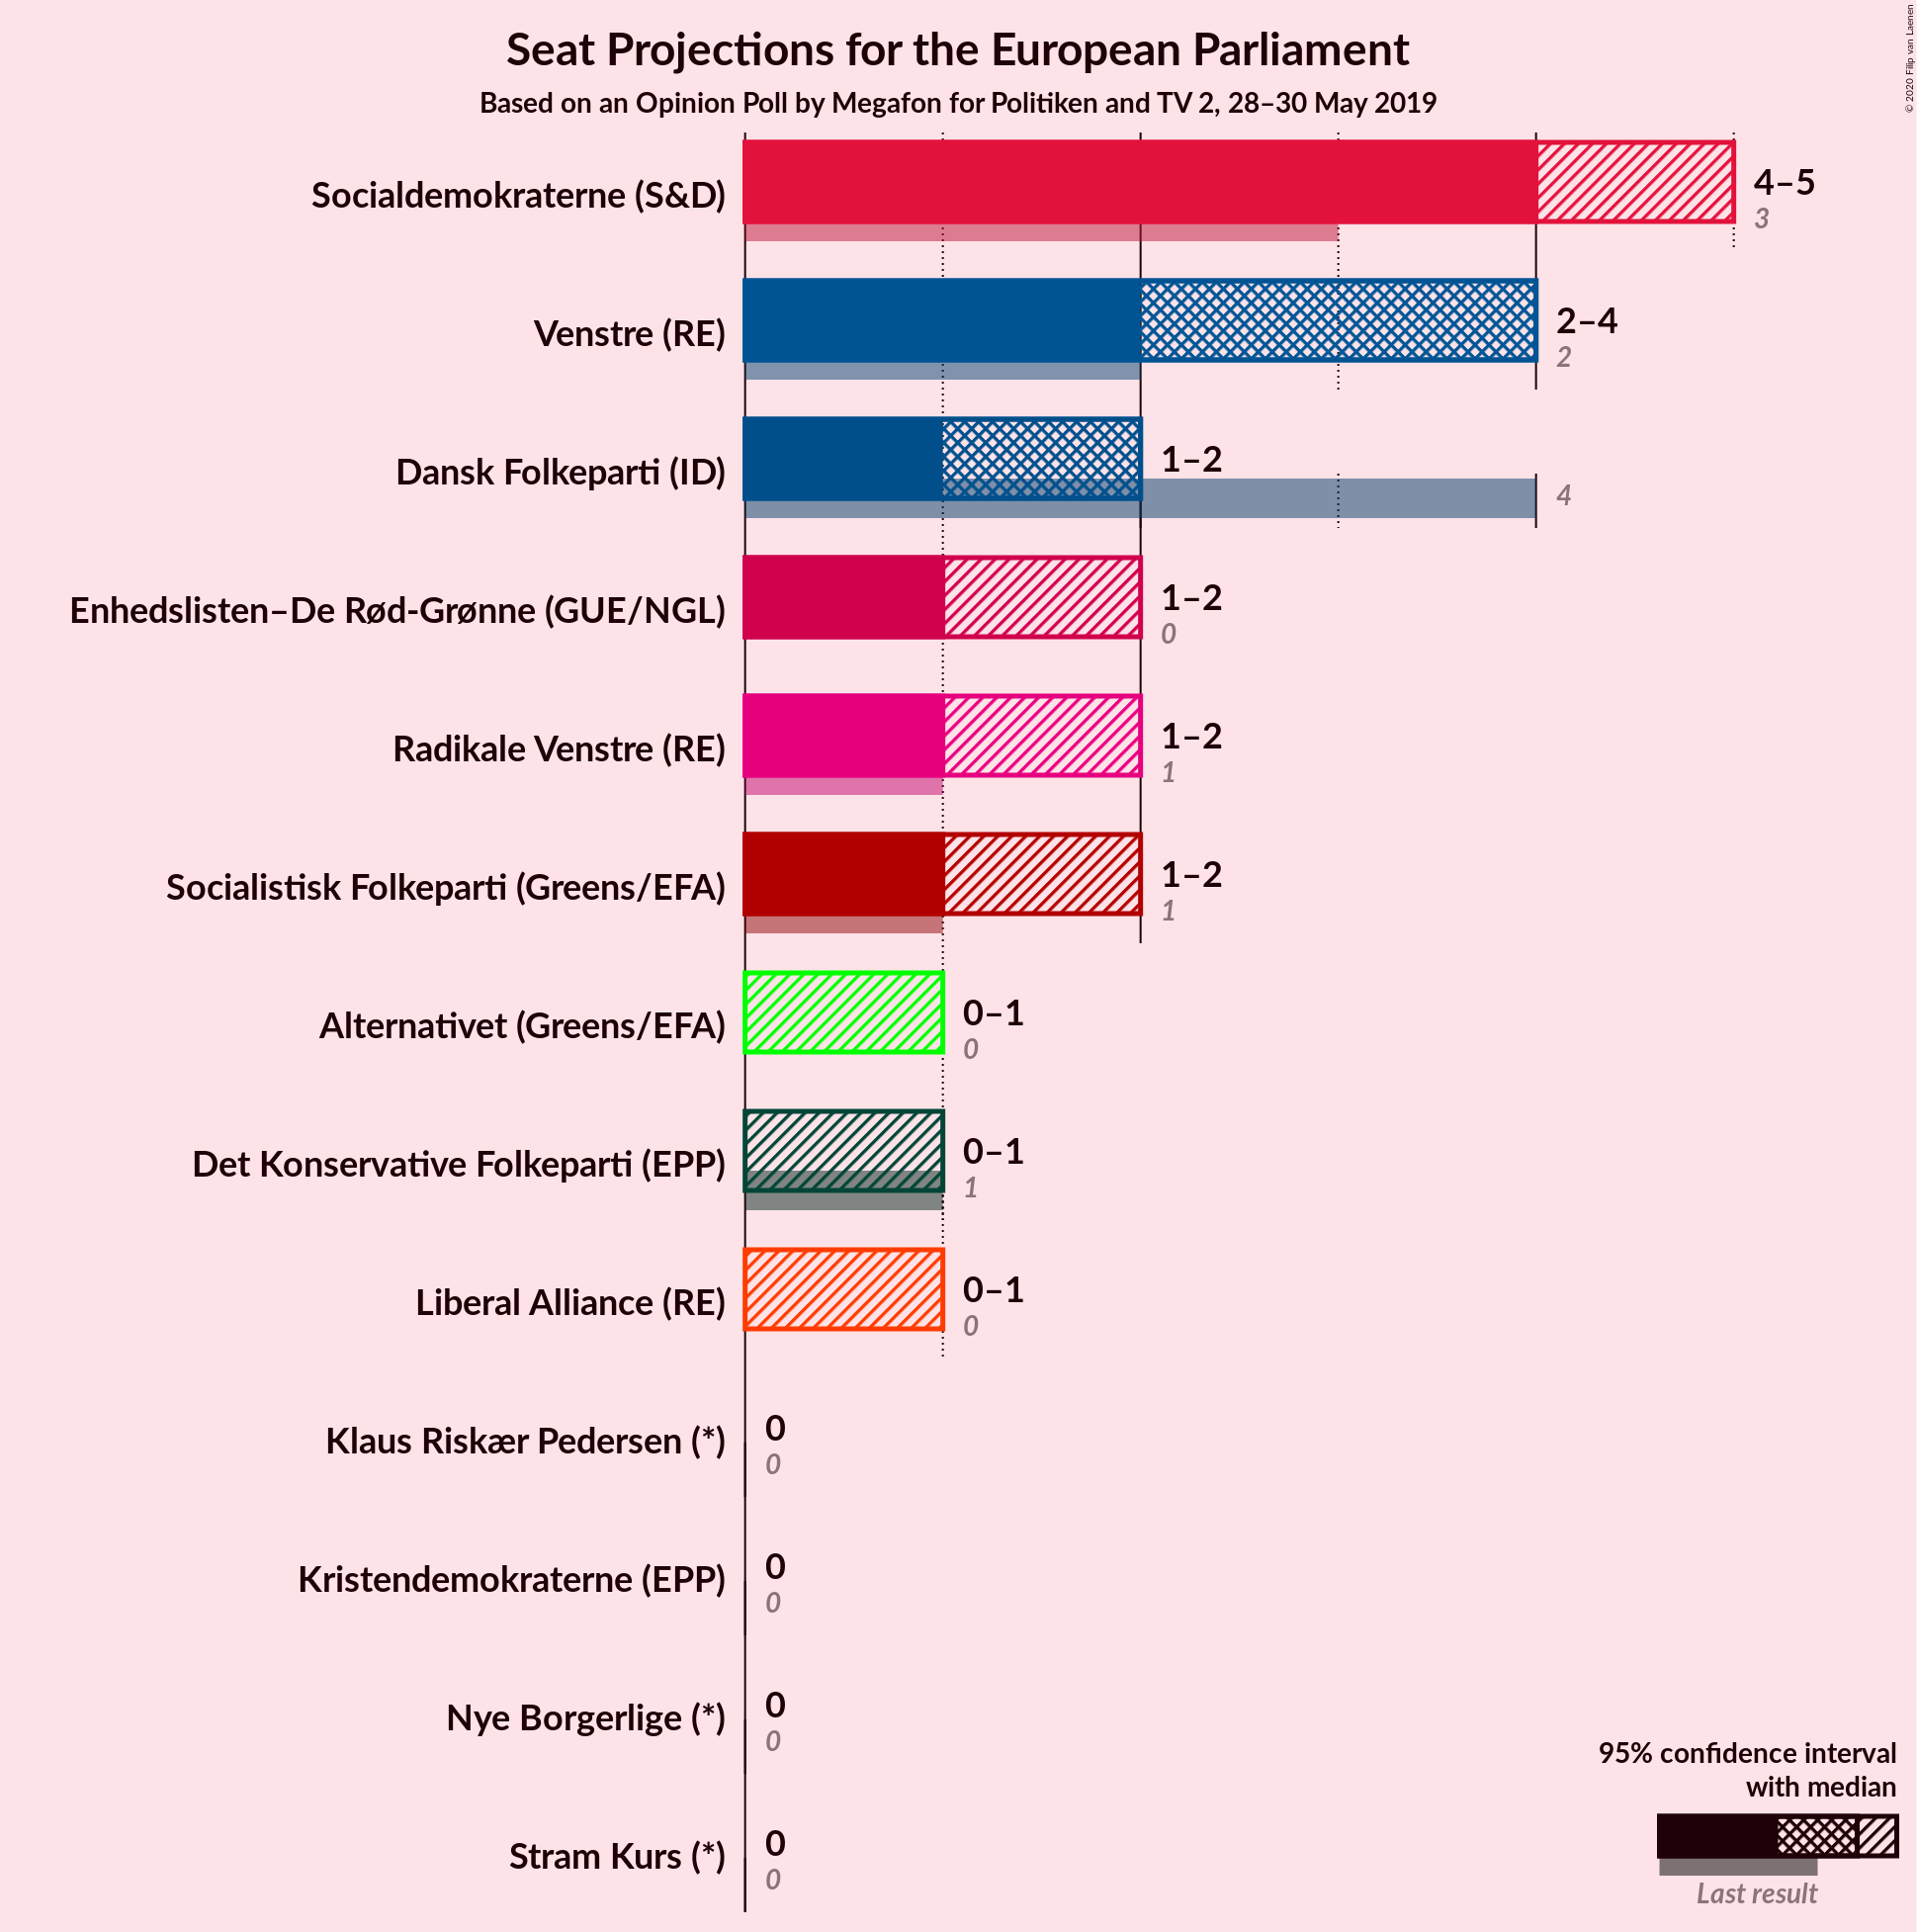 Seat Projections for the European Parliament
Based on an Opinion Poll by Megafon for Politiken and TV 2, 28–30 May 2019
© 2020 Filip van Laenen
Socialdemokraterne (S&D)
4–5
3
Venstre (RE)
2–4
2
Dansk Folkeparti (ID)
1–2
4
Enhedslisten–De Rød-Grønne (GUE/NGL)
1–2
0
Radikale Venstre (RE)
1–2
1
Socialistisk Folkeparti (Greens/EFA)
1–2
1
Alternativet (Greens/EFA)
0–1
0
Det Konservative Folkeparti (EPP)
0–1
1
Liberal Alliance (RE)
0–1
0
Klaus Riskær Pedersen (*)
0
0
Kristendemokraterne (EPP)
0
0
Nye Borgerlige (*)
0
0
Stram Kurs (*)
0
0
95% confidence interval
with median
Last result